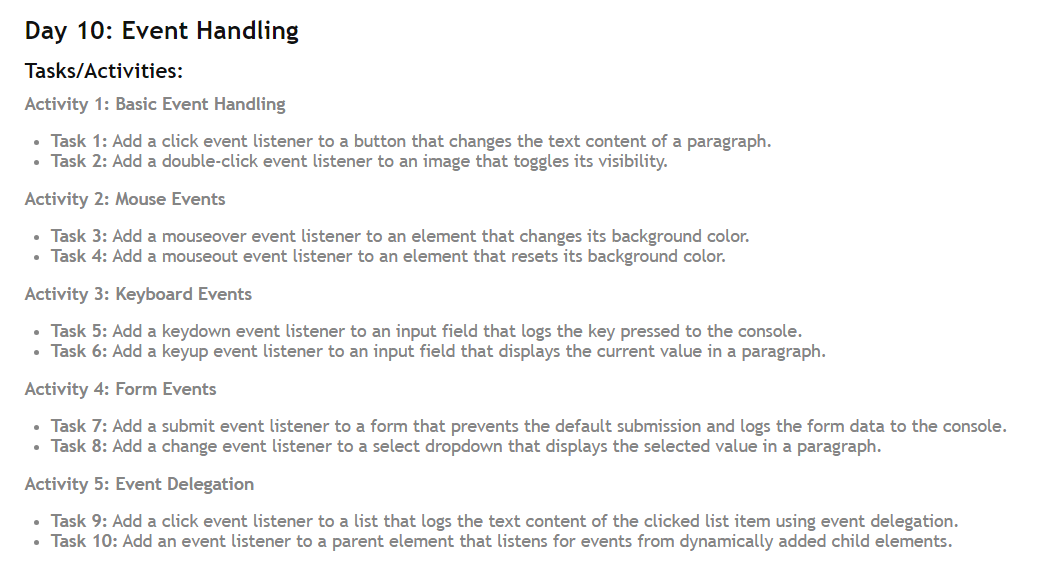 Day 10: Event Handling
Tasks/Activities:
Activity 1: Basic Event Handling
• Task 1: Add a click event listener to a button that changes the text content of a paragraph.
• Task 2: Add a double-click event listener to an image that toggles its visibility.
Activity 2: Mouse Events
• Task 3: Add a mouseover event listener to an element that changes its background color.
• Task 4: Add a mouseout event listener to an element that resets its background color.
Activity 3: Keyboard Events
• Task 5: Add a keydown event listener to an input field that logs the key pressed to the console.
• Task 6: Add a keyup event listener to an input field that displays the current value in a paragraph.
Activity 4: Form Events
• Task 7: Add a submit event listener to a form that prevents the default submission and logs the form data to the console.
• Task 8: Add a change event listener to a select dropdown that displays the selected value in a paragraph.
Activity 5: Event Delegation
• Task 9: Add a click event listener to a list that logs the text content of the clicked list item using event delegation.
• Task 10: Add an event listener to a parent element that listens for events from dynamically added child elements.